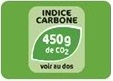 INDICE
CARBONE
450g
de CO2
voir au dos